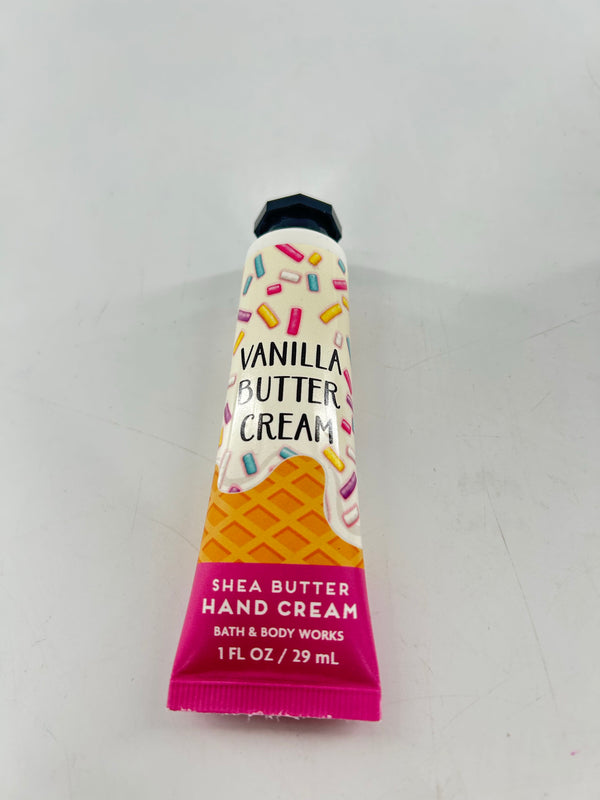 VANILLA
BUTTER
CREAM
SHEA BUTTER
HAND CREAM
BATH & BODY WORKS
1 FL OZ / 29 mL